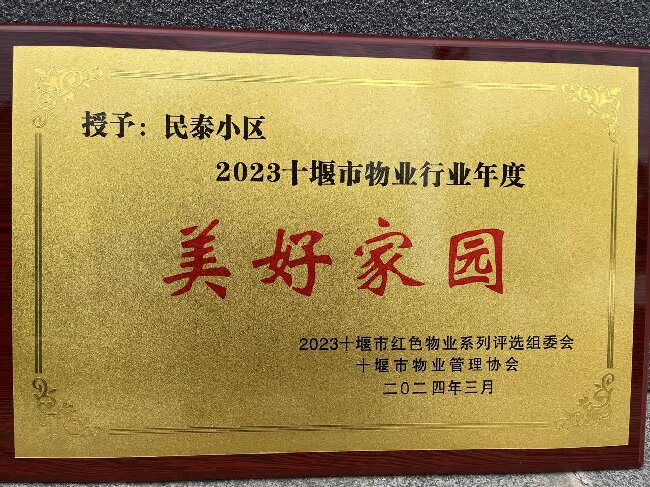 授予：民泰小区
2023十堰市物业行业年度
美好家园
2023十堰市红色物业系列评选组委会
十堰市物业管理协会
二〇二四年三月